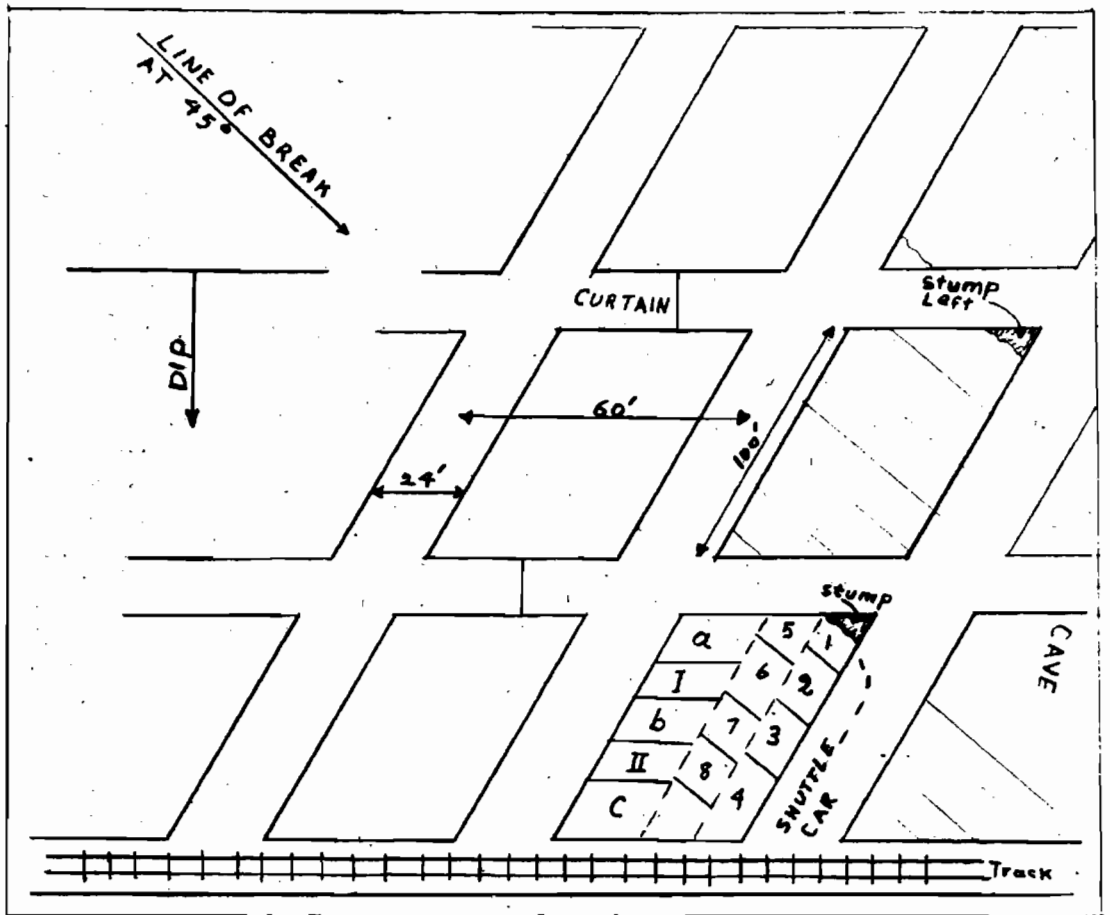 LINE OF BREAK
AT 45°
CURTAIN
stump
Left
DIP
60'
100'
24'
stump
a
5
1
I
6
2
b
7
3
II
8
C
4
SHUTTLE
CAR
CAVE
Track